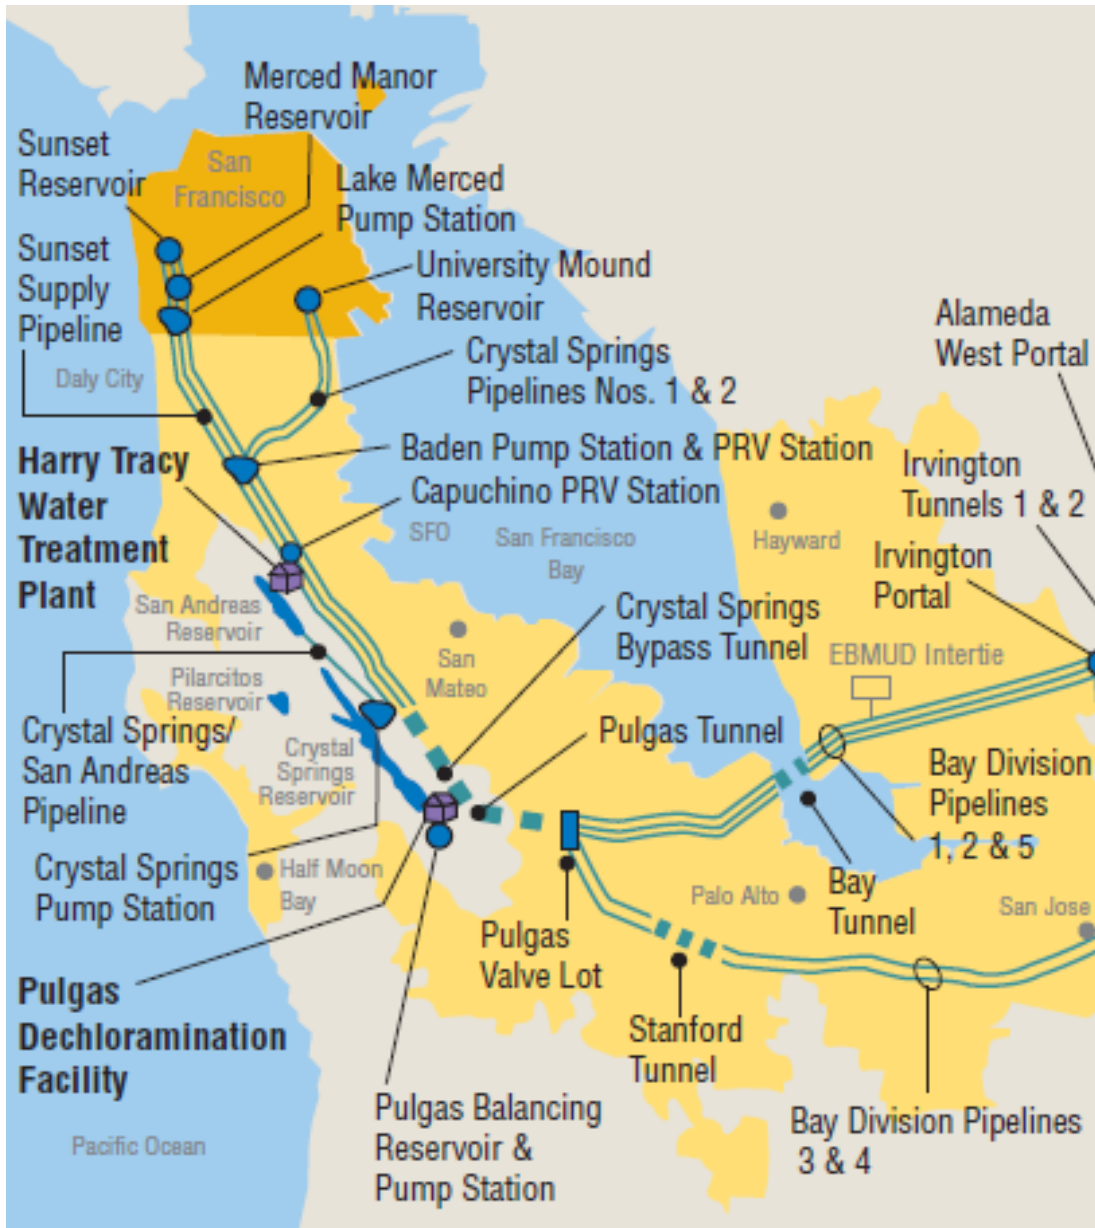 Merced Manor
Reservoir
Sunset
Reservoir
San
Francisco
Lake Merced
Pump Station
Sunset
Supply
Pipeline
University Mound
Reservoir
Alameda
West Portal
Daly City
Crystal Springs
Pipelines Nos. 1 & 2
Harry Tracy
Water
Treatment
Plant
Baden Pump Station & PRV Station
Capuchino PRV Station
Irvington
Tunnels 1 & 2
SFO
San Francisco
Bay
Hayward
Irvington
Portal
San Andreas
Reservoir
Crystal Springs
Bypass Tunnel
EBMUD Intertie
San
Mateo
Pilarcitos
Reservoir
Crystal Springs/
San Andreas
Pipeline
Crystal
Springs
Reservoir
Pulgas Tunnel
Bay Division
Pipelines
1, 2 & 5
Crystal Springs
Pump Station
Half Moon
Bay
Palo Alto
Bay
Tunnel
San Jose
Pulgas
Valve Lot
Pulgas
Dechloramination
Facility
Stanford
Tunnel
Pulgas Balancing
Reservoir &
Pump Station
Bay Division Pipelines
3 & 4
Pacific Ocean